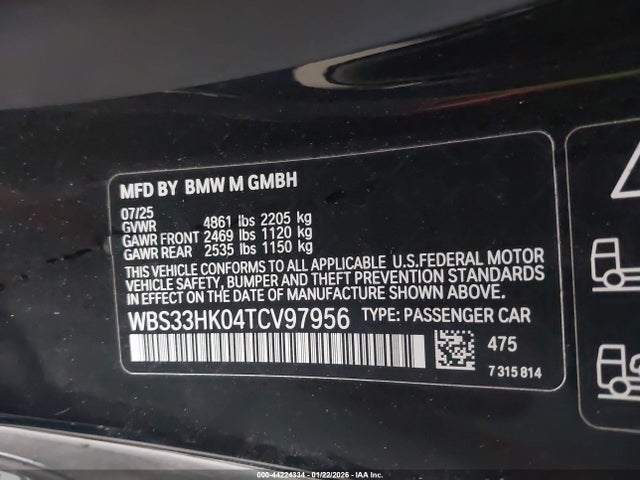 MFD BY BMW M GMBH
07/25
GVWR 4861 lbs 2205 kg
GAWR FRONT 2469 lbs 1120 kg
GAWR REAR 2535 lbs 1150 kg
THIS VEHICLE CONFORMS TO ALL APPLICABLE U.S.FEDERAL MOTOR
VEHICLE SAFETY, BUMPER AND THEFT PREVENTION STANDARDS
IN EFFECT ON THE DATE OF MANUFACTURE SHOWN ABOVE.
WBS33HK04TCV97956 TYPE: PASSENGER CAR
475
7 315 814
000-44224334 - 01/22/2026 - IAA Inc.